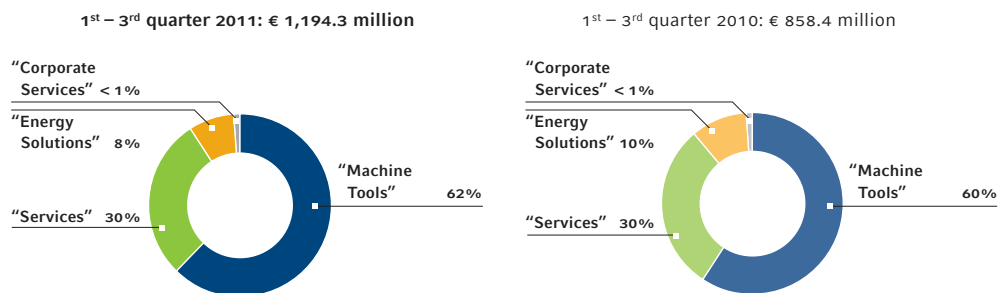 1st – 3rd quarter 2011: € 1,194.3 million
“Corporate
Services” < 1%
“Energy
Solutions” 8%
“Machine
Tools” 62%
“Services” 30%
1st – 3rd quarter 2010: € 858.4 million
“Corporate
Services” < 1%
“Energy
Solutions” 10%
“Machine
Tools” 60%
“Services” 30%